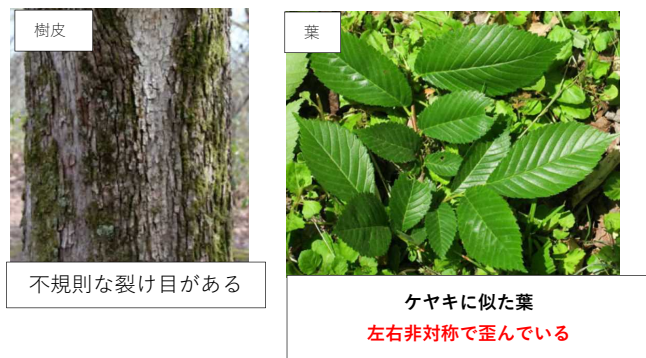 樹皮
葉
不規則な裂け目がある
ケヤキに似た葉
左右非対称で歪んでいる